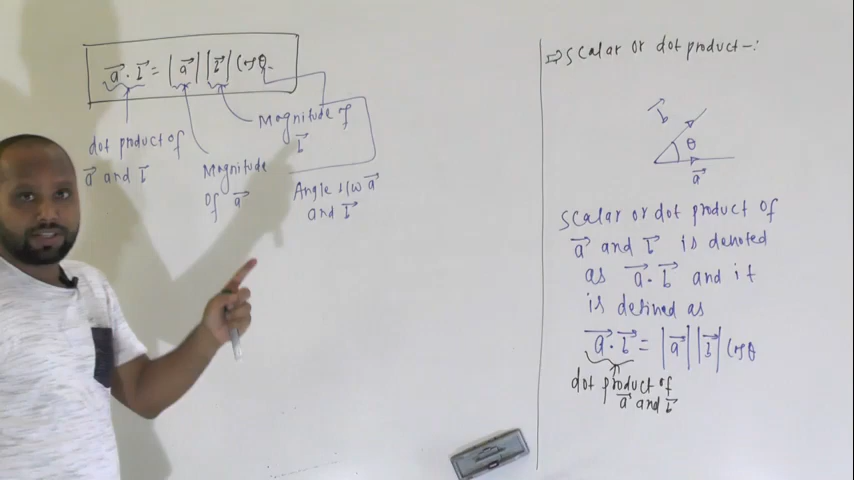 a⃗ · b⃗ = |a⃗| |b⃗| cosθ
dot product of
a⃗ and b⃗
Magnitude
of a⃗
Magnitude of
b⃗
Angle b/w a⃗
and b⃗
⇒ scalar or dot product -:
b⃗
θ
a⃗
scalar or dot product of
a⃗ and b⃗ is denoted
as a⃗ · b⃗ and it
is defined as
a⃗ · b⃗ = |a⃗| |b⃗| cosθ
dot product of
a⃗ and b⃗